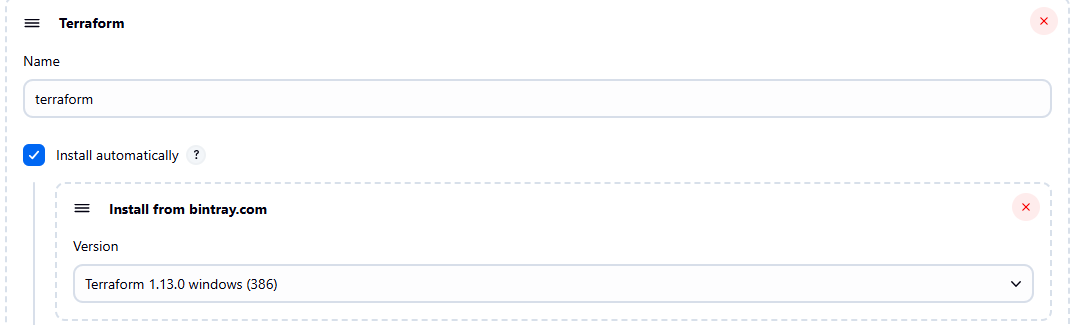 Terraform
Name
terraform
Install automatically ?
Install from bintray.com
Version
Terraform 1.13.0 windows (386)